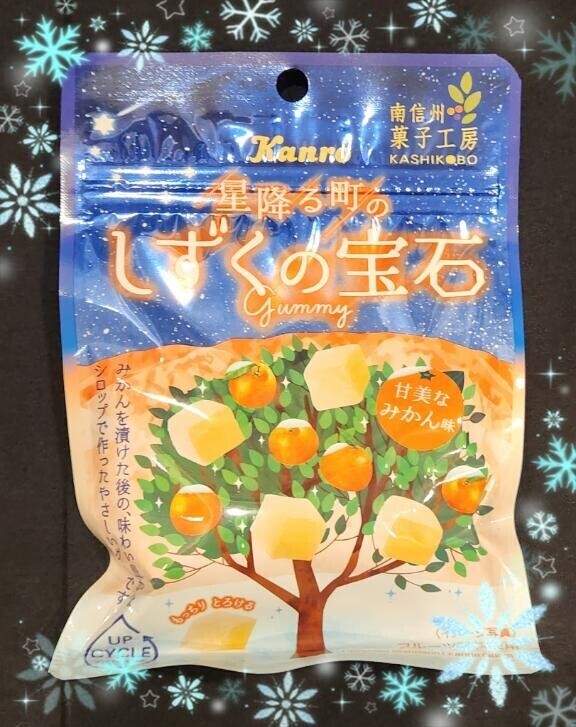 Kanro
南信州
菓子工房
KASHIKOBO
星降る町の
しずくの宝石
Gummy
甘美な
みかん味
みかんを漬けた後の、味わい
シロップで作ったやさしい
です
もっちり とろける
UP
CYCLE